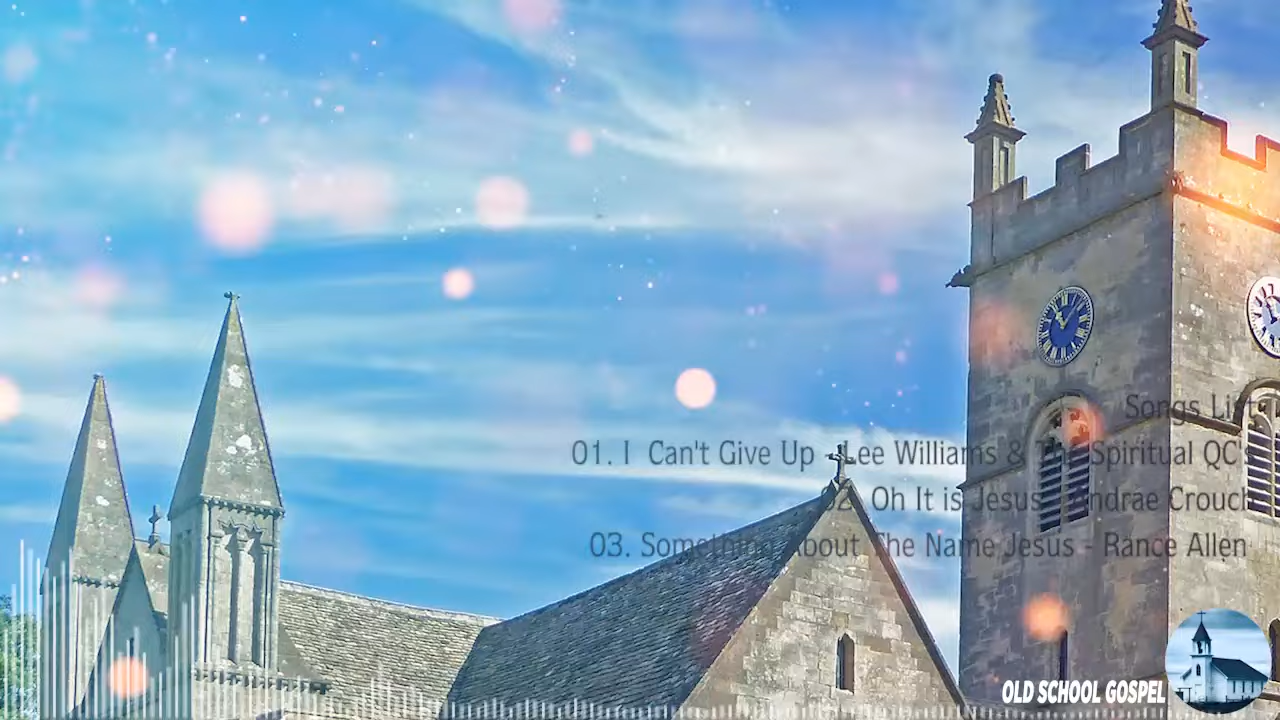 Songs List
01. I Can't Give Up - Lee Williams & The Spiritual QC's
02. Oh It is Jesus - Andrae Crouch
03. Something About The Name Jesus - Rance Allen
OLD SCHOOL GOSPEL